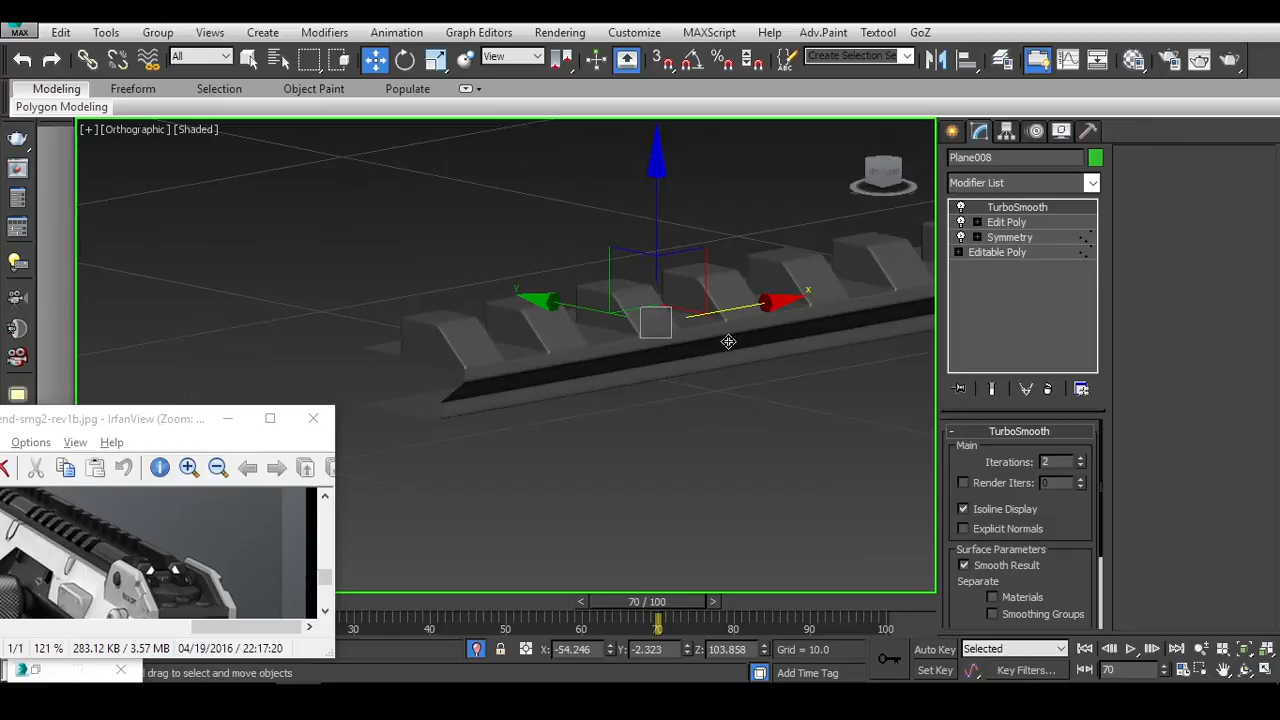 MAX Edit Tools Group Views Create Modifiers Animation Graph Editors Rendering Customize MAXScript Help Adv.Paint Textool GoZ
All View 3 Create Selection Se
Modeling Freeform Selection Object Paint Populate
Polygon Modeling
[+] [Orthographic] [Shaded]
Plane008
Modifier List
TurboSmooth
Edit Poly
Symmetry
Editable Poly
y x
end-smg2-rev1b.jpg - IrfanView (Zoom: ...
Options View Help
- TurboSmooth
Main
Iterations: 2
Render Iters: 0
Isoline Display
Explicit Normals
Surface Parameters
Smooth Result
Separate
Materials
Smoothing Groups
< 70 / 100 >
30 40 50 60 70 80 90 100
1/1 121 % 283.12 KB / 3.57 MB 04/19/2016 / 22:17:20
X: -54.246 Y: -2.323 Z: 103.858 Grid = 10.0 Auto Key Selected
drag to select and move objects Add Time Tag Set Key Key Filters... 70